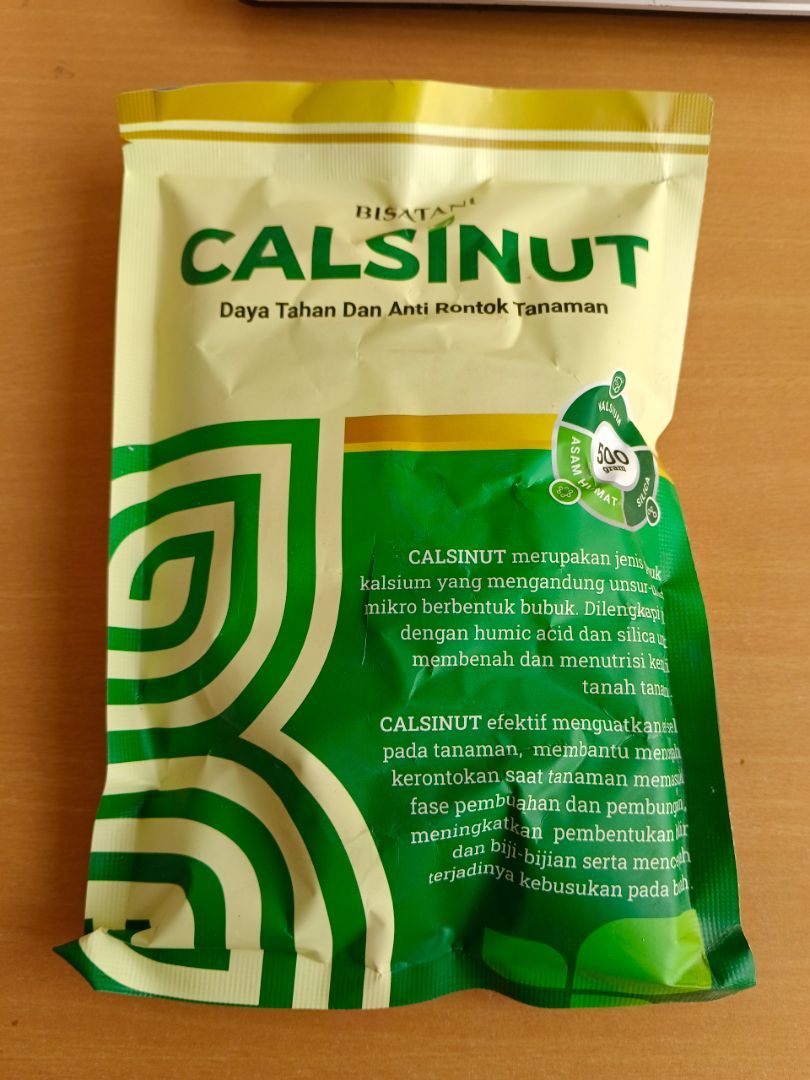 BISATANI
CALSINUT
Daya Tahan Dan Anti Rontok Tanaman
KALSIUM
500
gram
ASAM HUMAT
SILICA
CALSINUT merupakan jenis
kalsium yang mengandung
mikro berbentuk bubuk. Dilengkapi
dengan humic acid dan silica
membenah dan menutrisi
tanah
CALSINUT efektif menguatkan
pada tanaman, membantu
kerontokan saat tanaman
fase pembuahan dan
meningkatkan pembentukan
dan biji-bijian serta
terjadinya kebusukan pada